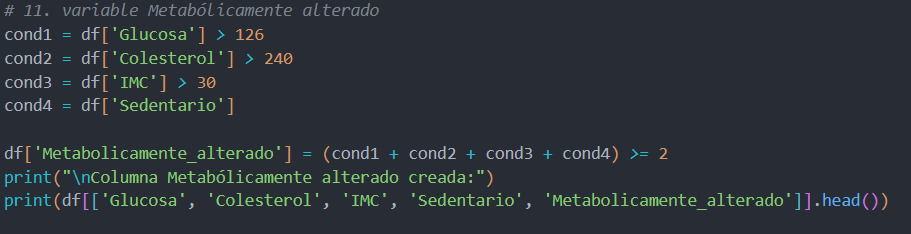 # 11. variable Metabólicamente alterado
cond1 = df['Glucosa'] > 126
cond2 = df['Colesterol'] > 240
cond3 = df['IMC'] > 30
cond4 = df['Sedentario']
df['Metabolicamente_alterado'] = (cond1 + cond2 + cond3 + cond4) >= 2
print("\nColumna Metabólicamente alterado creada:")
print(df[['Glucosa', 'Colesterol', 'IMC', 'Sedentario', 'Metabolicamente_alterado']].head())